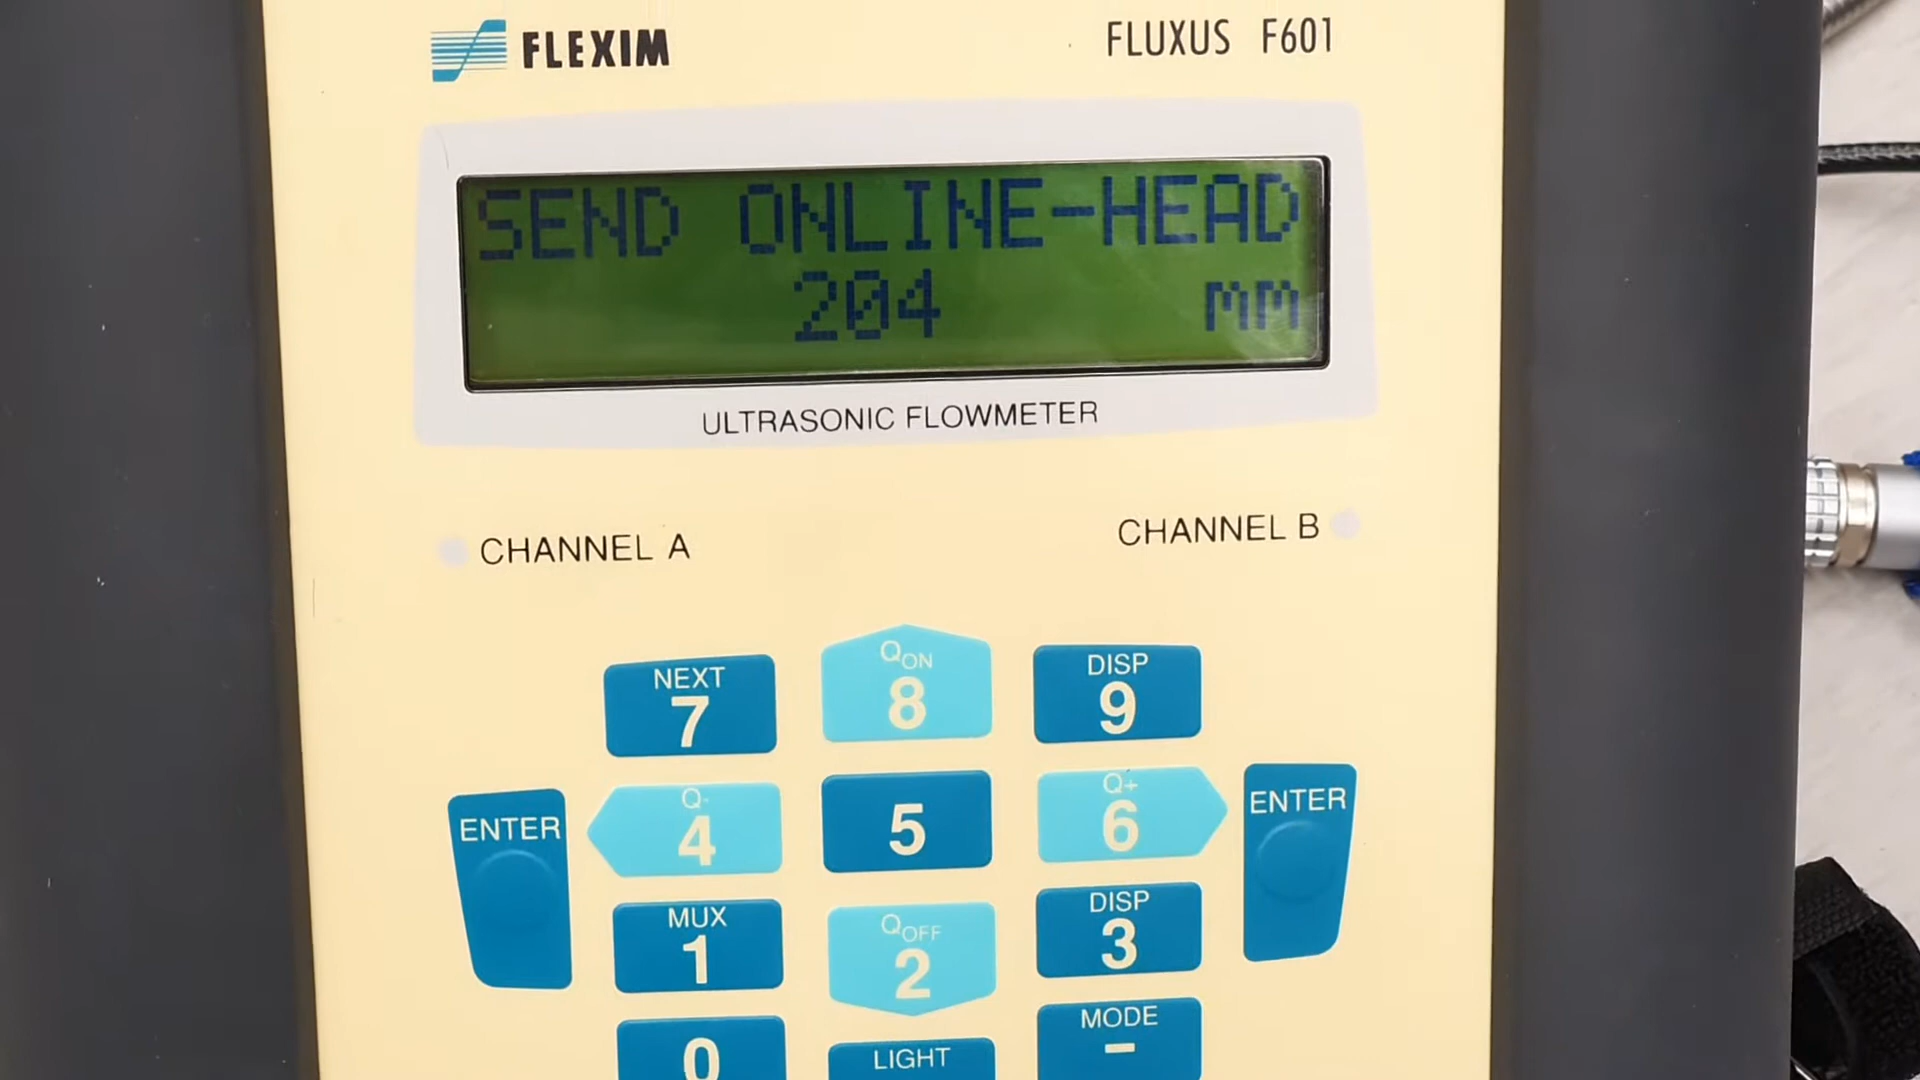 FLEXIM
FLUXUS F601
SEND ONLINE-HEAD
204 mm
ULTRASONIC FLOWMETER
CHANNEL A
CHANNEL B
NEXT
7
QON
8
DISP
9
ENTER
Q-
4
5
Q+
6
ENTER
MUX
1
QOFF
2
DISP
3
0
LIGHT
MODE
-